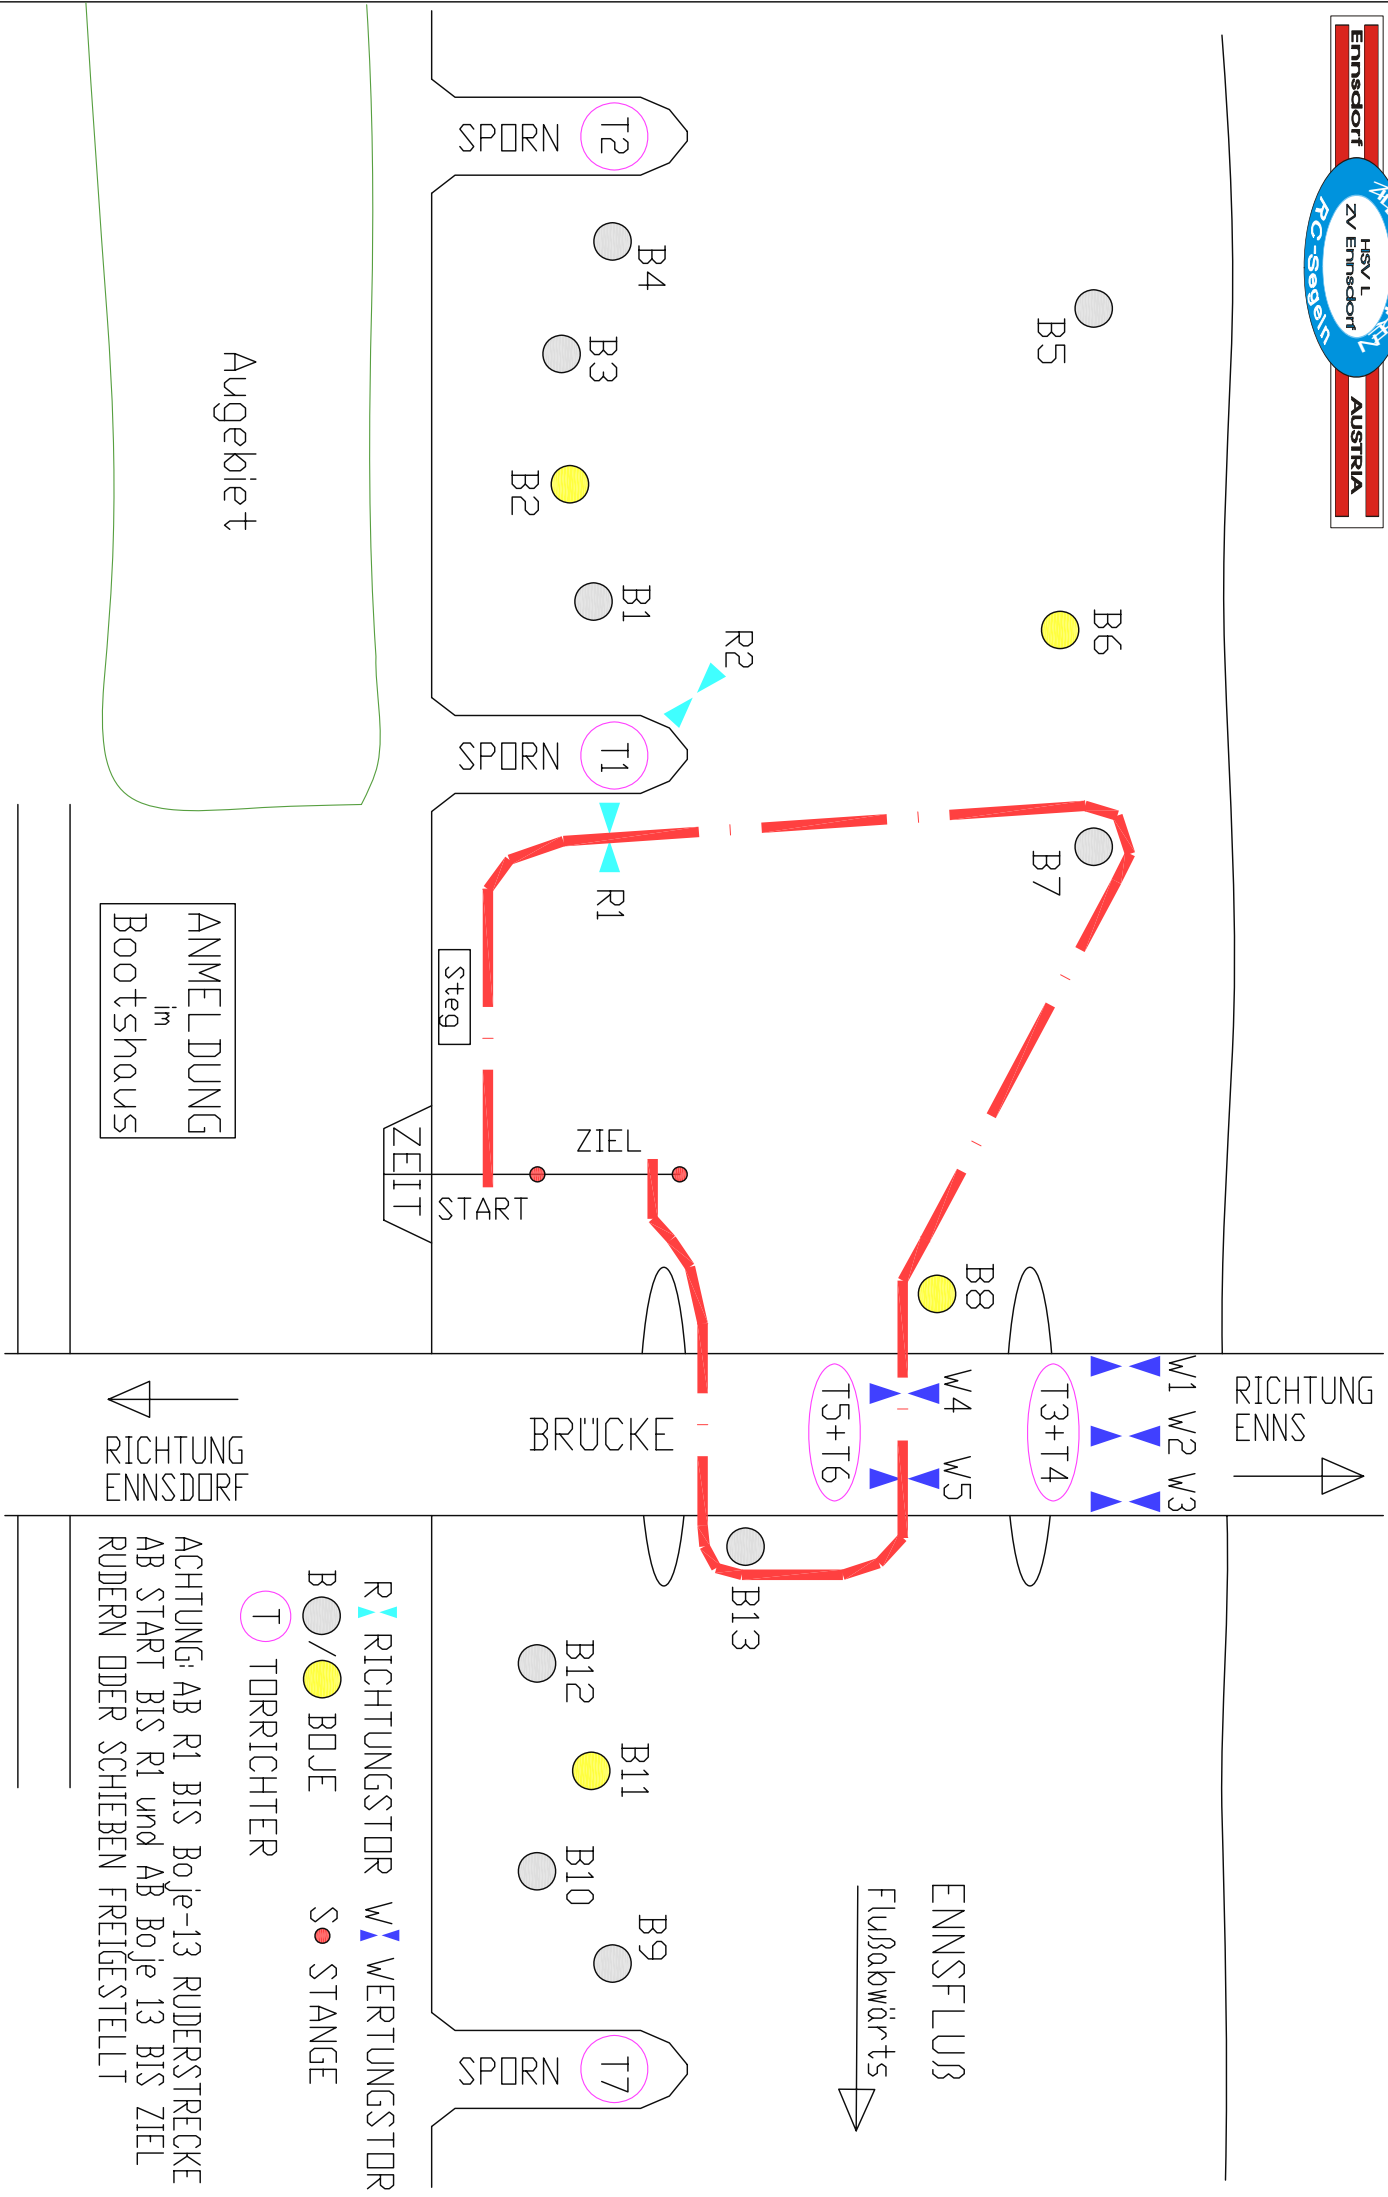 Ennsdorf
HSV L
ZV Ennsdorf
RC-Segeln
AUSTRIA
SPORN
T2
B4
B3
B5
B2
B1
B6
R2
Augebiet
SPORN
T1
R1
B7
Steg
ANMELDUNG
im
Bootshaus
ZIEL
ZEIT
START
B8
W1
W2
W3
W4
W5
T3+T4
T5+T6
RICHTUNG
ENNS
BRÜCKE
RICHTUNG
ENNSDORF
B13
B12
B11
B10
B9
SPORN
T7
ENNSFLUß
Flußabwärts
R RICHTUNGSTOR W WERTUNGSTOR
B / BOJE S STANGE
T TORRICHTER
ACHTUNG: AB R1 BIS Boje-13 RUDERSTRECKE
AB START BIS R1 und AB Boje 13 BIS ZIEL
RUDERN ODER SCHIEBEN FREIGESTELLT